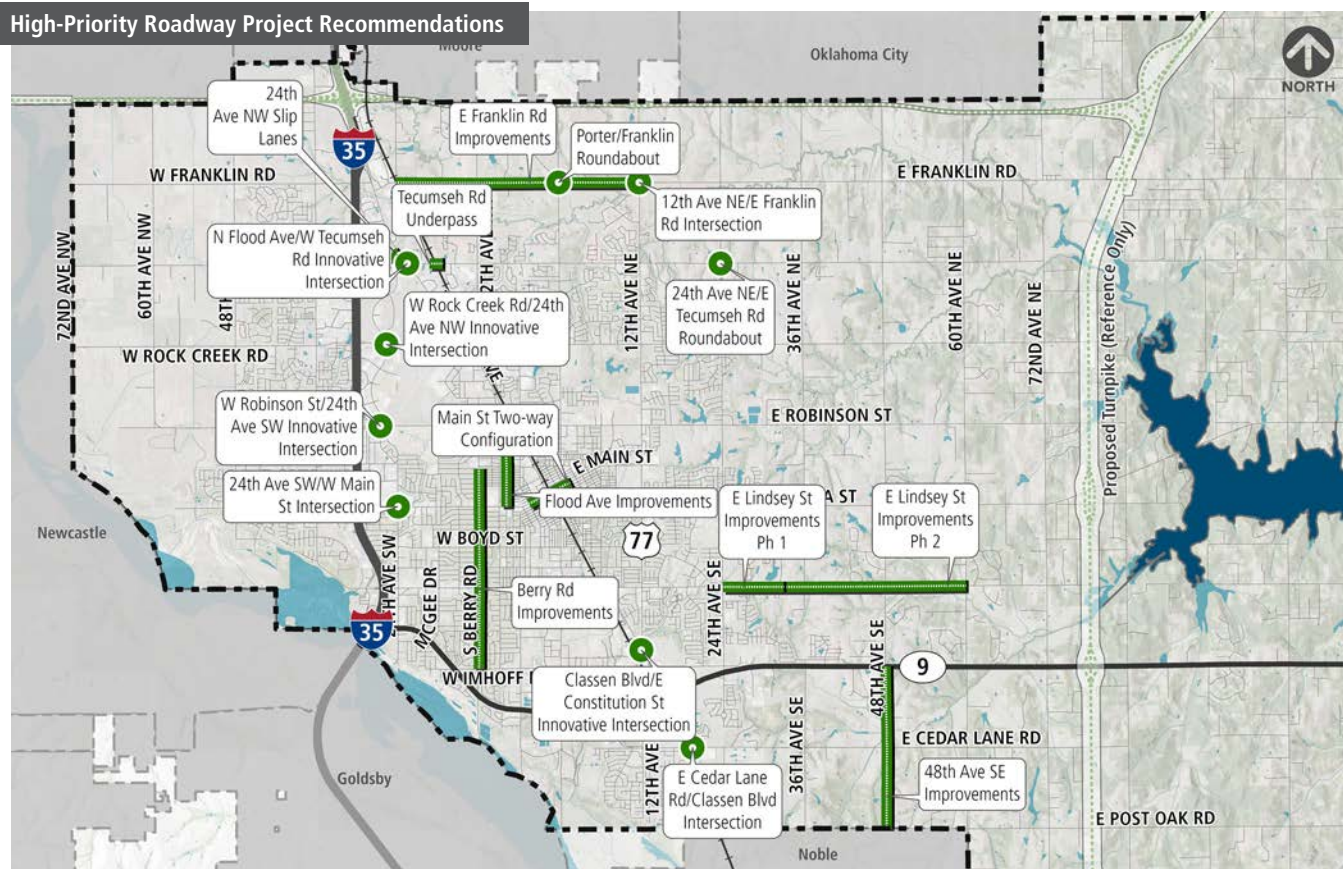 High-Priority Roadway Project Recommendations
Moore
Oklahoma City
NORTH
24th
Ave NW Slip
Lanes
35
E Franklin Rd
Improvements
Porter/Franklin
Roundabout
W FRANKLIN RD
E FRANKLIN RD
Tecumseh Rd
Underpass
12th Ave NE/E Franklin
Rd Intersection
N Flood Ave/W Tecumseh
Rd Innovative
Intersection
72ND AVE NW
60TH AVE NW
48TH
12TH AVE NE
24th Ave NE/E
Tecumseh Rd
Roundabout
36TH AVE NE
60TH AVE NE
72ND AVE NE
Proposed Turnpike (Reference Only)
W Rock Creek Rd/24th
Ave NW Innovative
Intersection
W ROCK CREEK RD
W Robinson St/24th
Ave SW Innovative
Intersection
Main St Two-way
Configuration
E ROBINSON ST
E MAIN ST
24th Ave SW/W Main
St Intersection
Flood Ave Improvements
A ST
E Lindsey St
Improvements
Ph 1
E Lindsey St
Improvements
Ph 2
Newcastle
W BOYD ST
77
AVE SW
MCGEE DR
S BERRY RD
Berry Rd
Improvements
24TH AVE SE
35
W IMHOFF
Classen Blvd/E
Constitution St
Innovative Intersection
48TH AVE SE
9
Goldsby
12TH AVE
E Cedar Lane
Rd/Classen Blvd
Intersection
36TH AVE SE
E CEDAR LANE RD
48th Ave SE
Improvements
E POST OAK RD
Noble